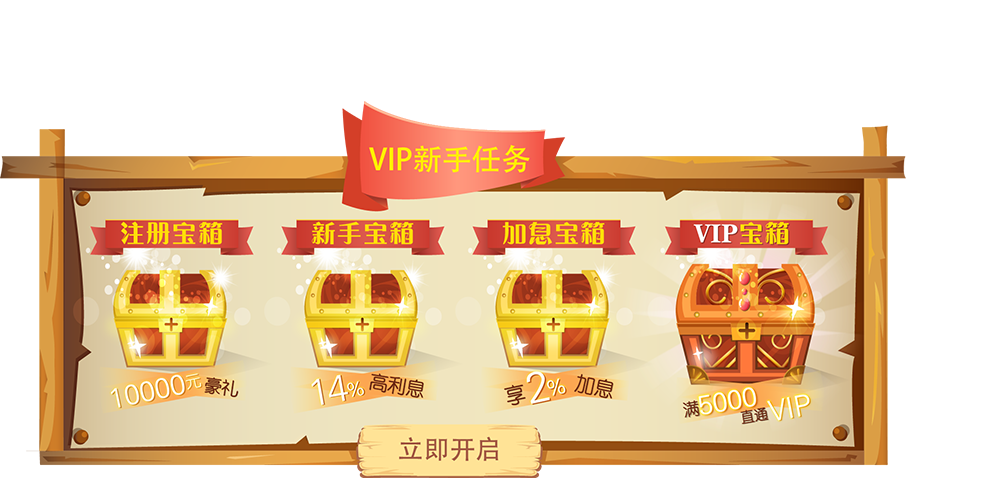 VIP新手任务
注册宝箱
新手宝箱
加息宝箱
VIP宝箱
10000元豪礼
14%高利息
享2%加息
满5000直通VIP
立即开启